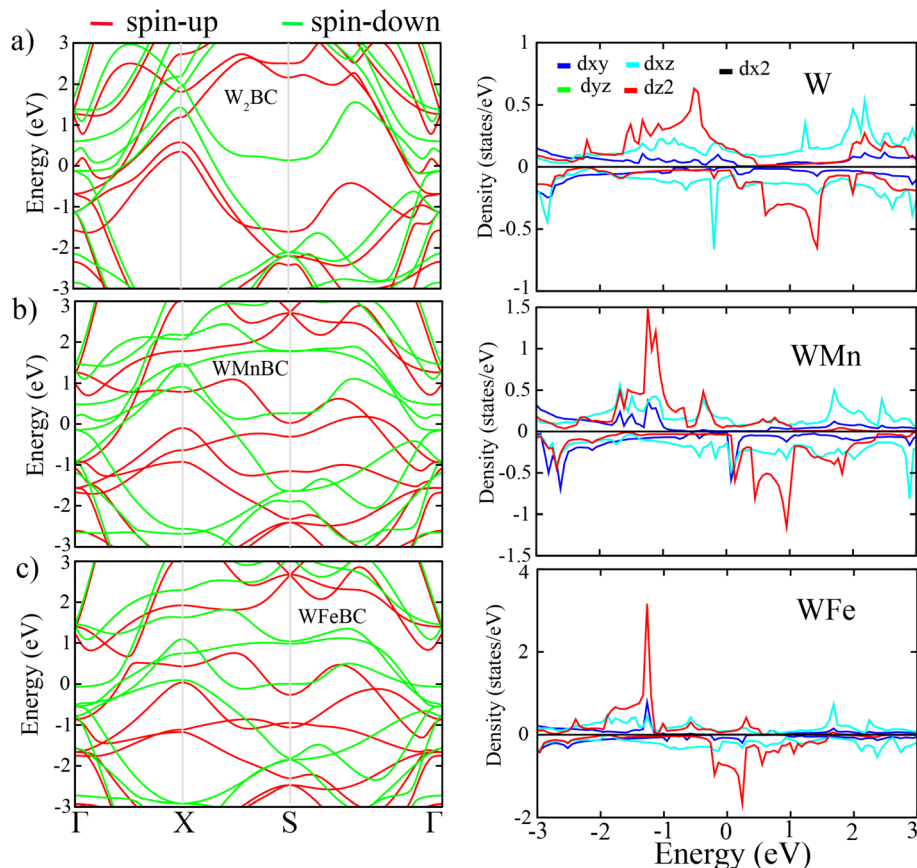 spin-up spin-down
a)
3
2
1
0
-1
-2
-3
Energy (eV)
W₂BC
1
0.5
0
-0.5
-1
Density (states/eV)
dxy dxz dx2
dyz dz2
W
b)
3
2
1
0
-1
-2
-3
Energy (eV)
WMnBC
1.5
1
0.5
0
-0.5
-1
-1.5
Density (states/eV)
WMn
c)
3
2
1
0
-1
-2
-3
Energy (eV)
WFeBC
Γ X S Γ
4
2
0
-2
Density (states/eV)
WFe
-3 -2 -1 0 1 2 3
Energy (eV)